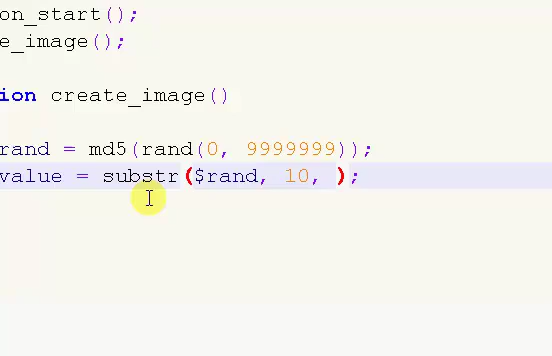 on_start();
e_image();
ion create_image()
rand = md5(rand(0, 9999999));
value = substr($rand, 10, );